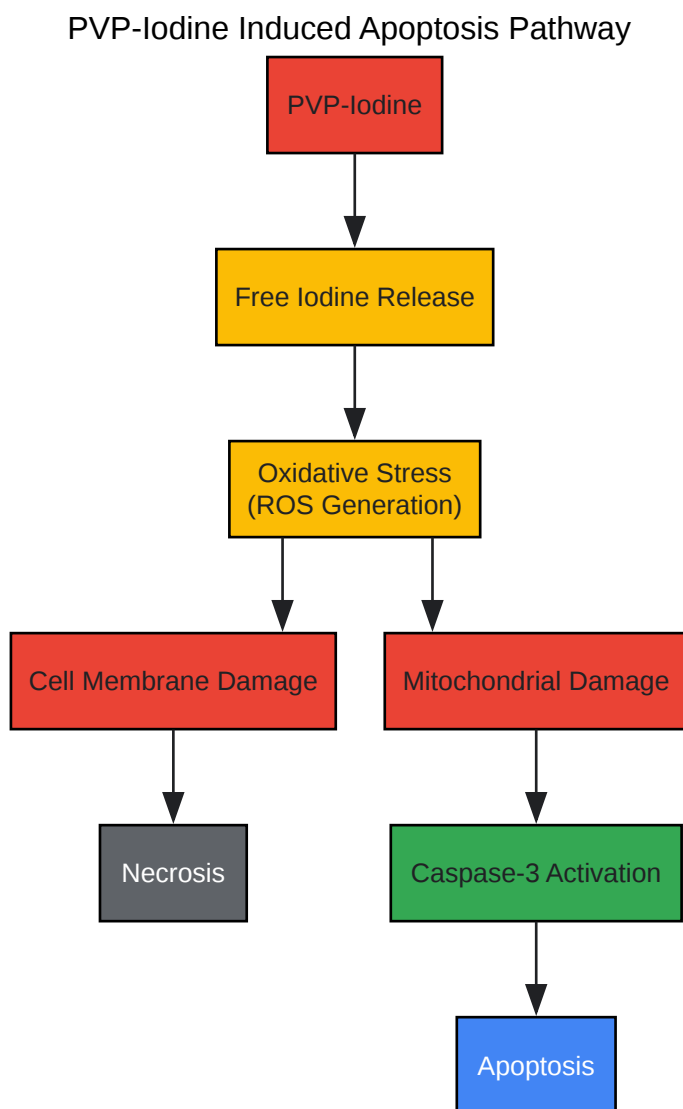 PVP-Iodine Induced Apoptosis Pathway
PVP-Iodine
Free Iodine Release
Oxidative Stress
(ROS Generation)
Cell Membrane Damage
Mitochondrial Damage
Necrosis
Caspase-3 Activation
Apoptosis